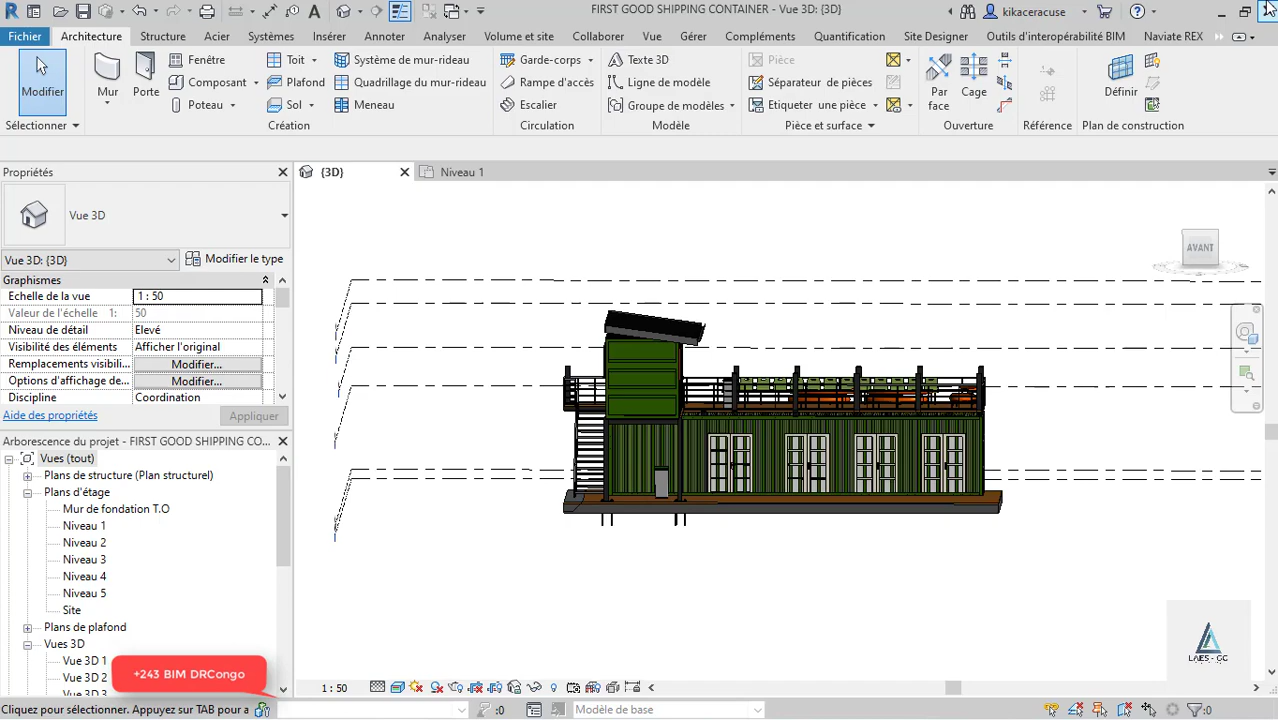 FIRST GOOD SHIPPING CONTAINER - Vue 3D: {3D}
kikaceracuse
Fichier Architecture Structure Acier Systèmes Insérer Annoter Analyser Volume et site Collaborer Vue Gérer Compléments Quantification Site Designer Outils d'interopérabilité BIM Naviate REX
Modifier
Mur
Porte
Fenêtre
Composant
Poteau
Toit
Plafond
Sol
Système de mur-rideau
Quadrillage du mur-rideau
Meneau
Garde-corps
Rampe d'accès
Escalier
Texte 3D
Ligne de modèle
Groupe de modèles
Pièce
Séparateur de pièces
Etiqueter une pièce
Par face
Cage
Définir
Sélectionner Création Circulation Modèle Pièce et surface Ouverture Référence Plan de construction
Propriétés
{3D}
Niveau 1
Vue 3D
Vue 3D: {3D}
Modifier le type
Graphismes
Echelle de la vue 1 : 50
Valeur de l'échelle 1: 50
Niveau de détail Elevé
Visibilité des éléments Afficher l'original
Remplacements visibili... Modifier...
Options d'affichage de... Modifier...
Discipline Coordination
Aide des propriétés
Appliquer
Arborescence du projet - FIRST GOOD SHIPPING CO...
Vues (tout)
Plans de structure (Plan structurel)
Plans d'étage
Mur de fondation T.O
Niveau 1
Niveau 2
Niveau 3
Niveau 4
Niveau 5
Site
Plans de plafond
Vues 3D
Vue 3D 1
Vue 3D 2
Vue 3D 3
+243 BIM DRCongo
AVANT
LAES - GC
1 : 50
Cliquez pour sélectionner. Appuyez sur TAB pour a
:0
Modèle de base
:0